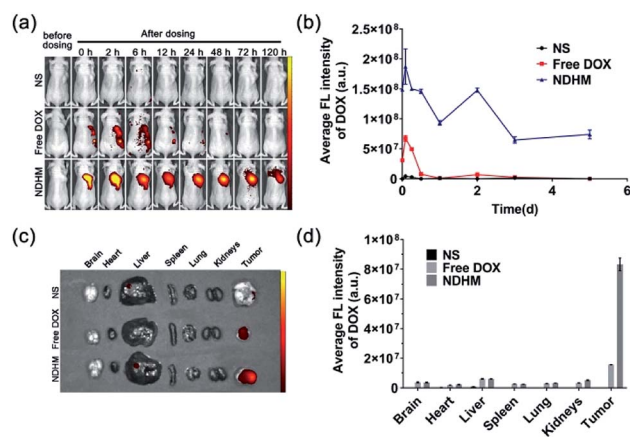 (a)
before dosing
After dosing
0 h 2 h 6 h 12 h 24 h 48 h 72 h 120 h
NS
Free DOX
NDHM
(b)
Average FL intensity
of DOX (a.u.)
2.5×10⁸
2.0×10⁸
1.5×10⁸
1.0×10⁸
5×10⁷
0
0 2 4 6
Time(d)
NS
Free DOX
NDHM
(c)
Brain Heart Liver Spleen Lung Kidneys Tumor
NS
Free DOX
NDHM
(d)
Average FL intensity
of DOX (a.u.)
1×10⁸
8×10⁷
6×10⁷
4×10⁷
2×10⁷
0
NS
Free DOX
NDHM
Brain Heart Liver Spleen Lung Kidneys Tumor